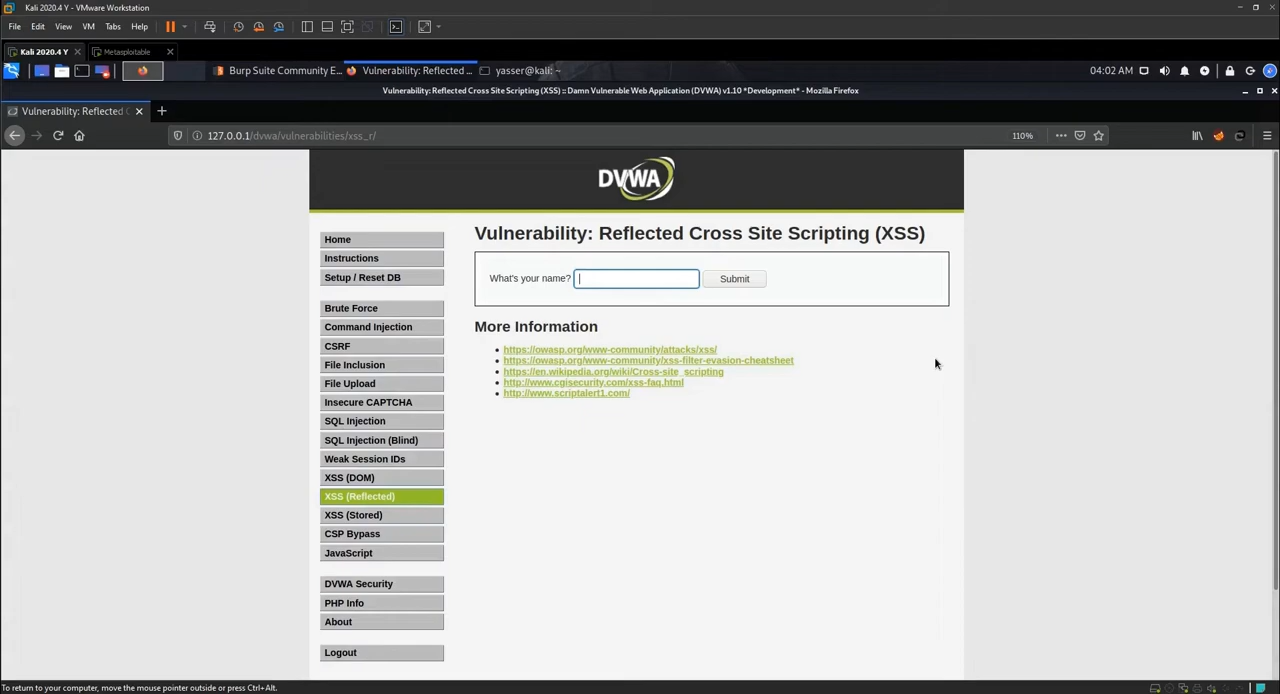 Kali 2020.4 Y - VMware Workstation
File Edit View VM Tabs Help
Kali 2020.4 Y Metasploitable
Burp Suite Community E... Vulnerability: Reflected ... yasser@kali: ~ 04:02 AM
Vulnerability: Reflected Cross Site Scripting (XSS) :: Damn Vulnerable Web Application (DVWA) v1.10 *Development* - Mozilla Firefox
Vulnerability: Reflected C
127.0.0.1/dvwa/vulnerabilities/xss_r/ 110%
DVWA
Home
Instructions
Setup / Reset DB
Brute Force
Command Injection
CSRF
File Inclusion
File Upload
Insecure CAPTCHA
SQL Injection
SQL Injection (Blind)
Weak Session IDs
XSS (DOM)
XSS (Reflected)
XSS (Stored)
CSP Bypass
JavaScript
DVWA Security
PHP Info
About
Logout
Vulnerability: Reflected Cross Site Scripting (XSS)
What's your name? Submit
More Information
https://owasp.org/www-community/attacks/xss/
https://owasp.org/www-community/xss-filter-evasion-cheatsheet
https://en.wikipedia.org/wiki/Cross-site_scripting
http://www.cgisecurity.com/xss-faq.html
http://www.scriptalert1.com/
To return to your computer, move the mouse pointer outside or press Ctrl+Alt.